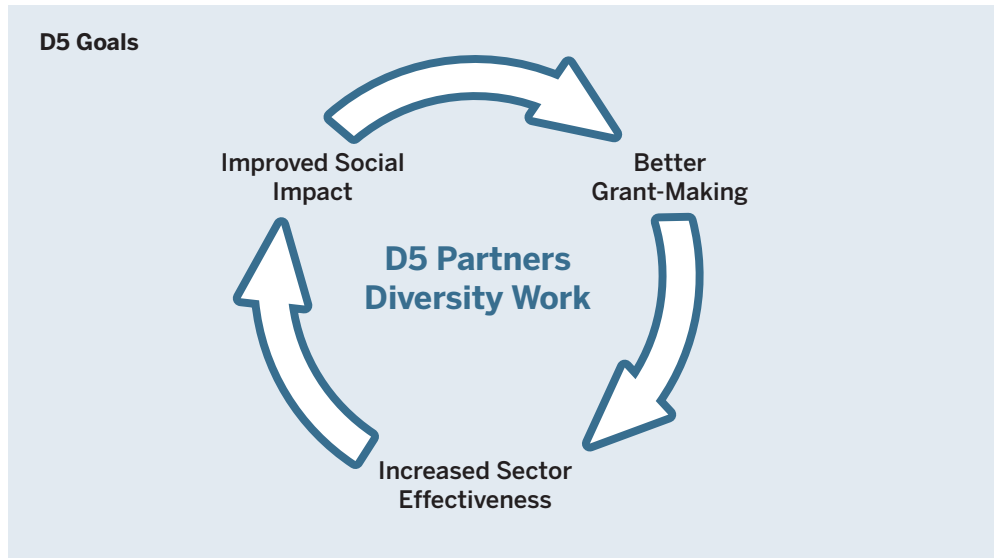 D5 Goals
Improved Social
Impact
Better
Grant-Making
D5 Partners
Diversity Work
Increased Sector
Effectiveness